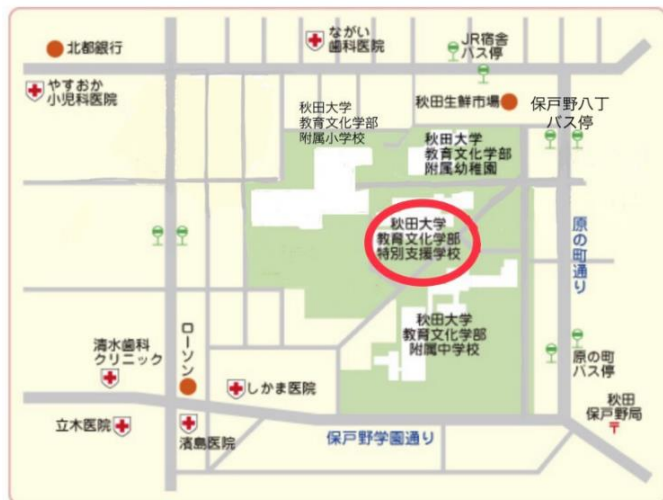 北都銀行
ながい
歯科医院
JR宿舎
バス停
やすおか
小児科医院
秋田大学
教育文化学部
附属小学校
秋田生鮮市場
保戸野八丁
バス停
秋田大学
教育文化学部
附属幼稚園
秋田大学
教育文化学部
特別支援学校
原の町通り
秋田大学
教育文化学部
附属中学校
清水歯科
クリニック
ローソン
原の町
バス停
しかま医院
秋田
保戸野局
立木医院
濱島医院
保戸野学園通り